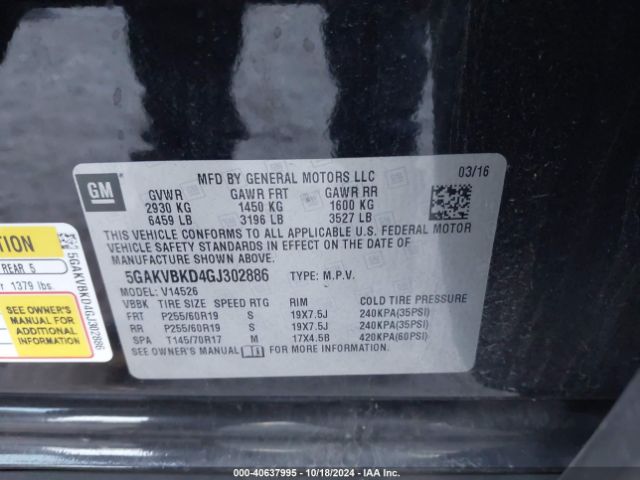 GM
MFD BY GENERAL MOTORS LLC
03/16
GVWR GAWR FRT GAWR RR
2930 KG 1450 KG 1600 KG
6459 LB 3196 LB 3527 LB
THIS VEHICLE CONFORMS TO ALL APPLICABLE U.S. FEDERAL MOTOR
VEHICLE SAFETY STANDARDS IN EFFECT ON THE DATE OF
MANUFACTURE SHOWN ABOVE.
5GAKVBKD4GJ302886 TYPE: M.P.V.
MODEL: V14526
VBBK TIRE SIZE SPEED RTG RIM COLD TIRE PRESSURE
FRT P255/60R19 S 19X7.5J 240KPA(35PSI)
RR P255/60R19 S 19X7.5J 240KPA(35PSI)
SPA T145/70R17 M 17X4.5B 420KPA(60PSI)
SEE OWNER'S MANUAL FOR MORE INFORMATION.
TION
REAR 5
r 1379 lbs.
SEE OWNER'S
MANUAL FOR
ADDITIONAL
INFORMATION
5GAKVBKD4GJ302886
000-40637995 - 10/18/2024 - IAA Inc.